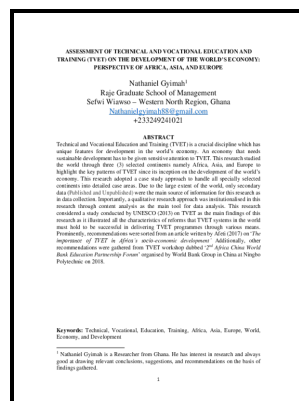 ASSESSMENT OF TECHNICAL AND VOCATIONAL EDUCATION AND
TRAINING (TVET) ON THE DEVELOPMENT OF THE WORLD'S ECONOMY:
PERSPECTIVE OF AFRICA, ASIA, AND EUROPE
Nathaniel Gyimah¹
Raje Graduate School of Management
Sefwi Wiawso – Western North Region, Ghana
Nathanielgyimah88@gmail.com
+233249241021
ABSTRACT
Technical and Vocational Education and Training (TVET) is a crucial discipline which has
unique features for development in the world's economy. An economy that needs
sustainable development has to be given sensitive attention to TVET. This research studied
the world through three (3) selected continents namely Africa, Asia, and Europe to
highlight the key patterns of TVET since its inception on the development of the world's
economy. This research adopted a case study approach to handle all specially selected
continents into detailed case areas. Due to the large extent of the world, only secondary
data (Published and Unpublished) were the main source of information for this research as
in data collection. Importantly, a qualitative research approach was institutionalised in this
research through content analysis as the main tool for data analysis. This research
considered a study conducted by UNESCO (2013) on TVET as the main findings of this
research as it illustrated all the characteristics of reforms that TVET systems in the world
must hold to be successful in delivering TVET programmes through various means.
Prominently, recommendations were sorted from an article written by Afeti (2017) on 'The
importance of TVET in Africa's socio-economic development' Additionally, other
recommendations were gathered from TVET workshop dubbed '2nd Africa China World
Bank Education Partnership Forum' organised by World Bank Group in China at Ningbo
Polytechnic on 2018.
Keywords: Technical, Vocational, Education, Training, Africa, Asia, Europe, World,
Economy, and Development
¹ Nathaniel Gyimah is a Researcher from Ghana. He has interest in research and always
good at drawing relevant conclusions, suggestions, and recommendations on the basis of
findings gathered.
1